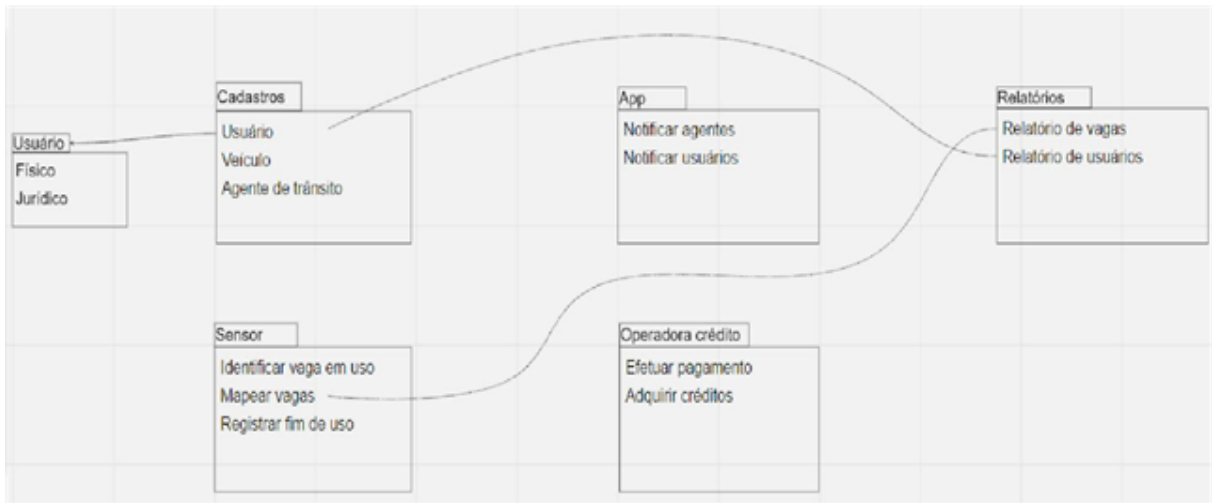 Usuário
Físico
Jurídico
Cadastros
Usuário
Veículo
Agente de trânsito
App
Notificar agentes
Notificar usuários
Relatórios
Relatório de vagas
Relatório de usuários
Sensor
Identificar vaga em uso
Mapear vagas
Registrar fim de uso
Operadora crédito
Efetuar pagamento
Adquirir créditos